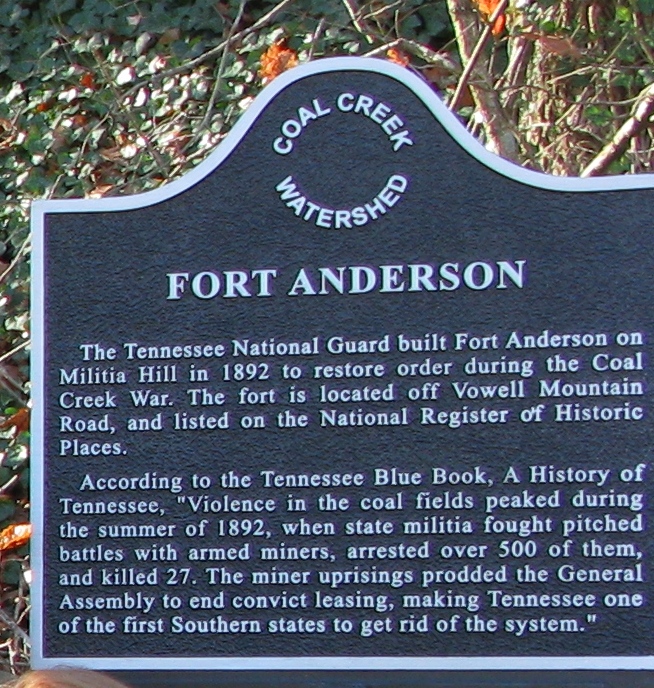 COAL CREEK
WATERSHED
FORT ANDERSON
The Tennessee National Guard built Fort Anderson on
Militia Hill in 1892 to restore order during the Coal
Creek War. The fort is located off Vowell Mountain
Road, and listed on the National Register of Historic
Places.
According to the Tennessee Blue Book, A History of
Tennessee, "Violence in the coal fields peaked during
the summer of 1892, when state militia fought pitched
battles with armed miners, arrested over 500 of them,
and killed 27. The miner uprisings prodded the General
Assembly to end convict leasing, making Tennessee one
of the first Southern states to get rid of the system."